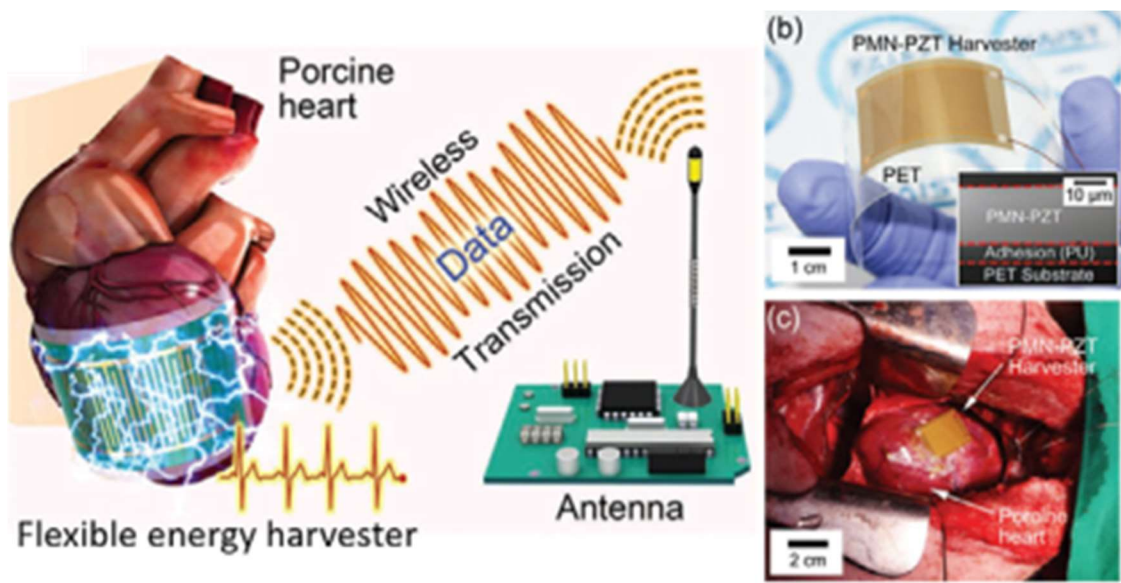 Porcine
heart
Wireless
Data
Transmission
Antenna
Flexible energy harvester
(b)
PMN-PZT Harvester
PET
10 μm
PMN-PZT
Adhesion (PU)
PET Substrate
1 cm
(c)
PMN-PZT
Harvester
Porcine
heart
2 cm